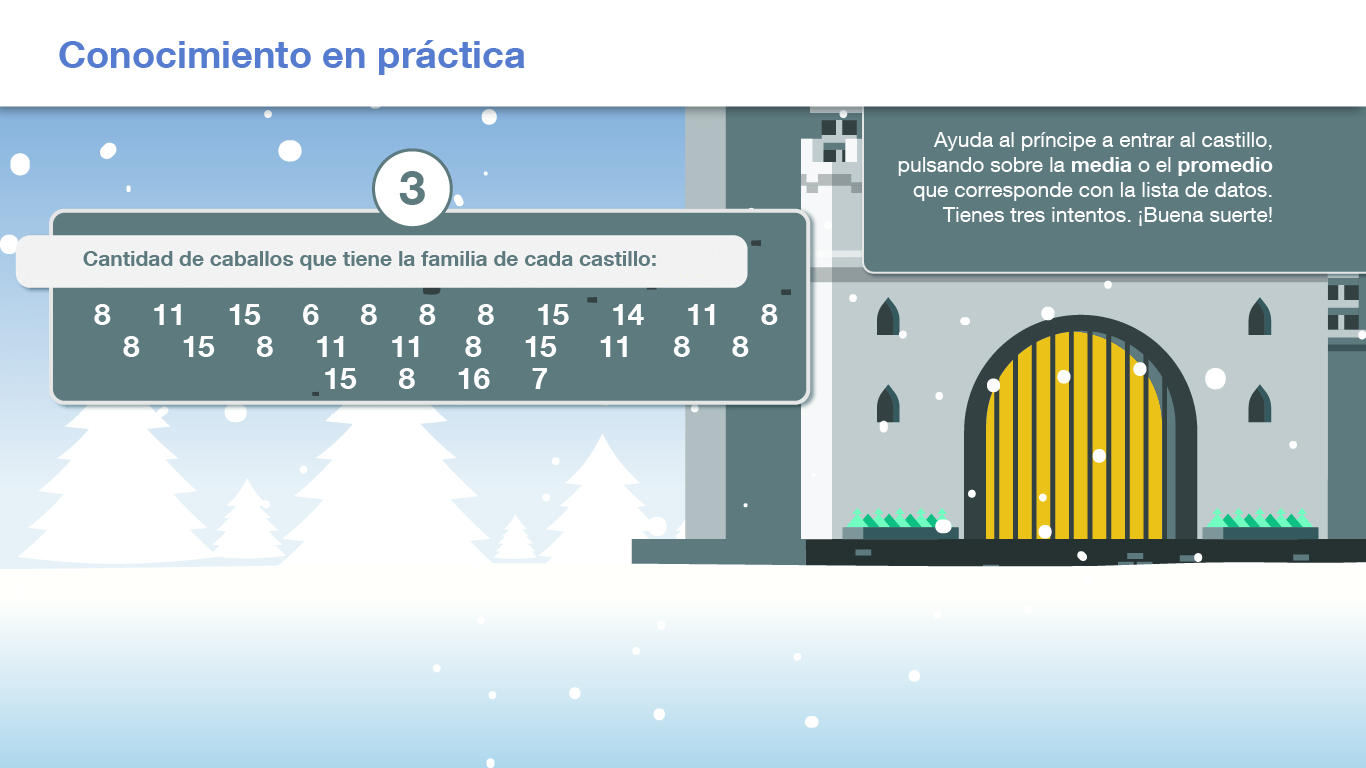 Conocimiento en práctica
3
Cantidad de caballos que tiene la familia de cada castillo:
8 11 15 6 8 8 8 15 14 11 8
8 15 8 11 11 8 15 11 8 8
15 8 16 7
Ayuda al príncipe a entrar al castillo,
pulsando sobre la media o el promedio
que corresponde con la lista de datos.
Tienes tres intentos. ¡Buena suerte!